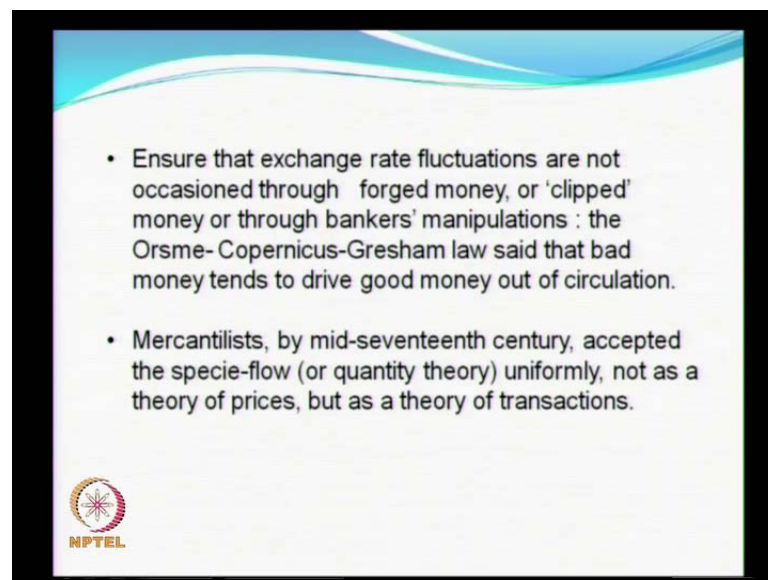 • Ensure that exchange rate fluctuations are not
occasioned through forged money, or ‘clipped’
money or through bankers’ manipulations : the
Orsme- Copernicus-Gresham law said that bad
money tends to drive good money out of circulation.
• Mercantilists, by mid-seventeenth century, accepted
the specie-flow (or quantity theory) uniformly, not as a
theory of prices, but as a theory of transactions.
NPTEL